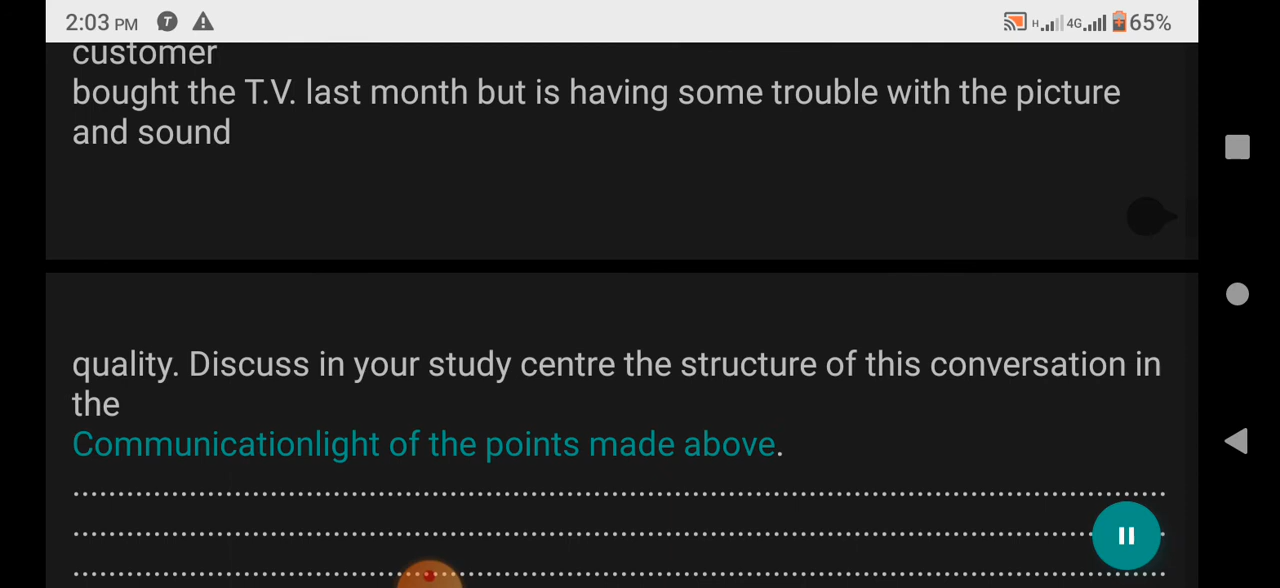 2:03 PM T H 4G 65%
customer
bought the T.V. last month but is having some trouble with the picture
and sound
quality. Discuss in your study centre the structure of this conversation in
the
Communicationlight of the points made above.
................................................................................................................................
................................................................................................................................
................................................................................................................................